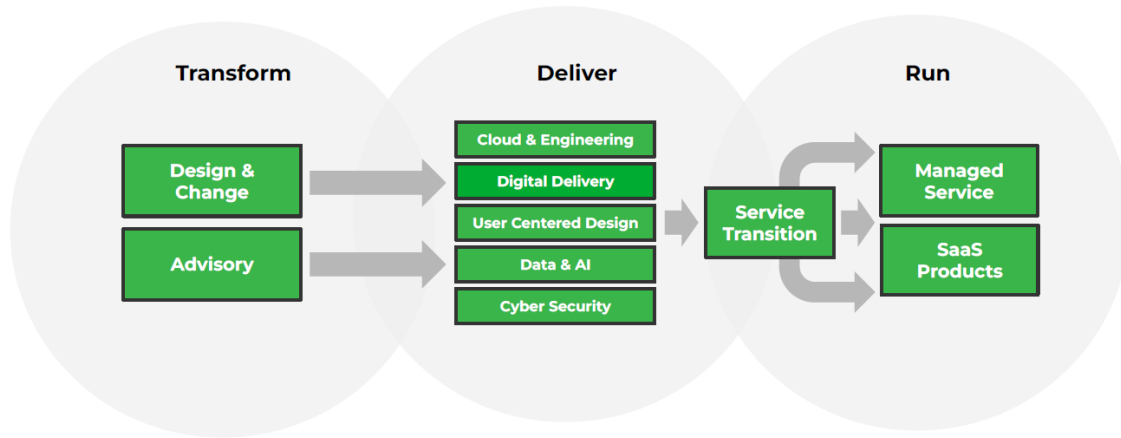 Transform
Deliver
Run
Design &
Change
Advisory
Cloud & Engineering
Digital Delivery
User Centered Design
Data & AI
Cyber Security
Service
Transition
Managed
Service
SaaS
Products